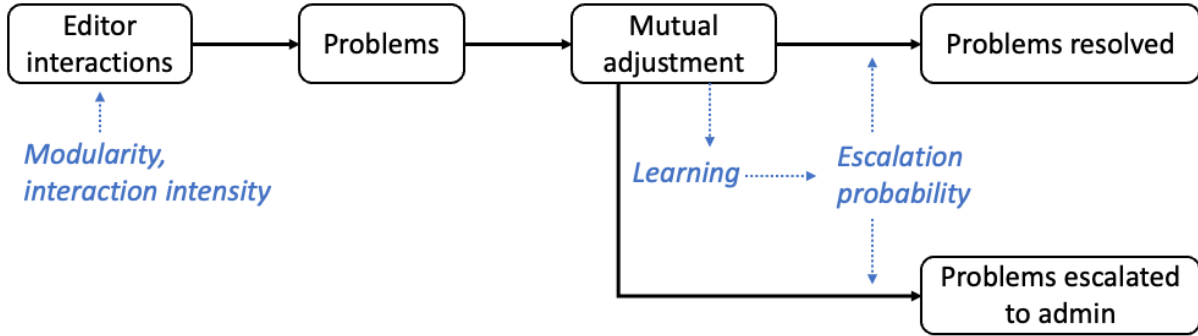 Editor
interactions
Problems
Mutual
adjustment
Problems resolved
Modularity,
interaction intensity
Learning
Escalation
probability
Problems escalated
to admin